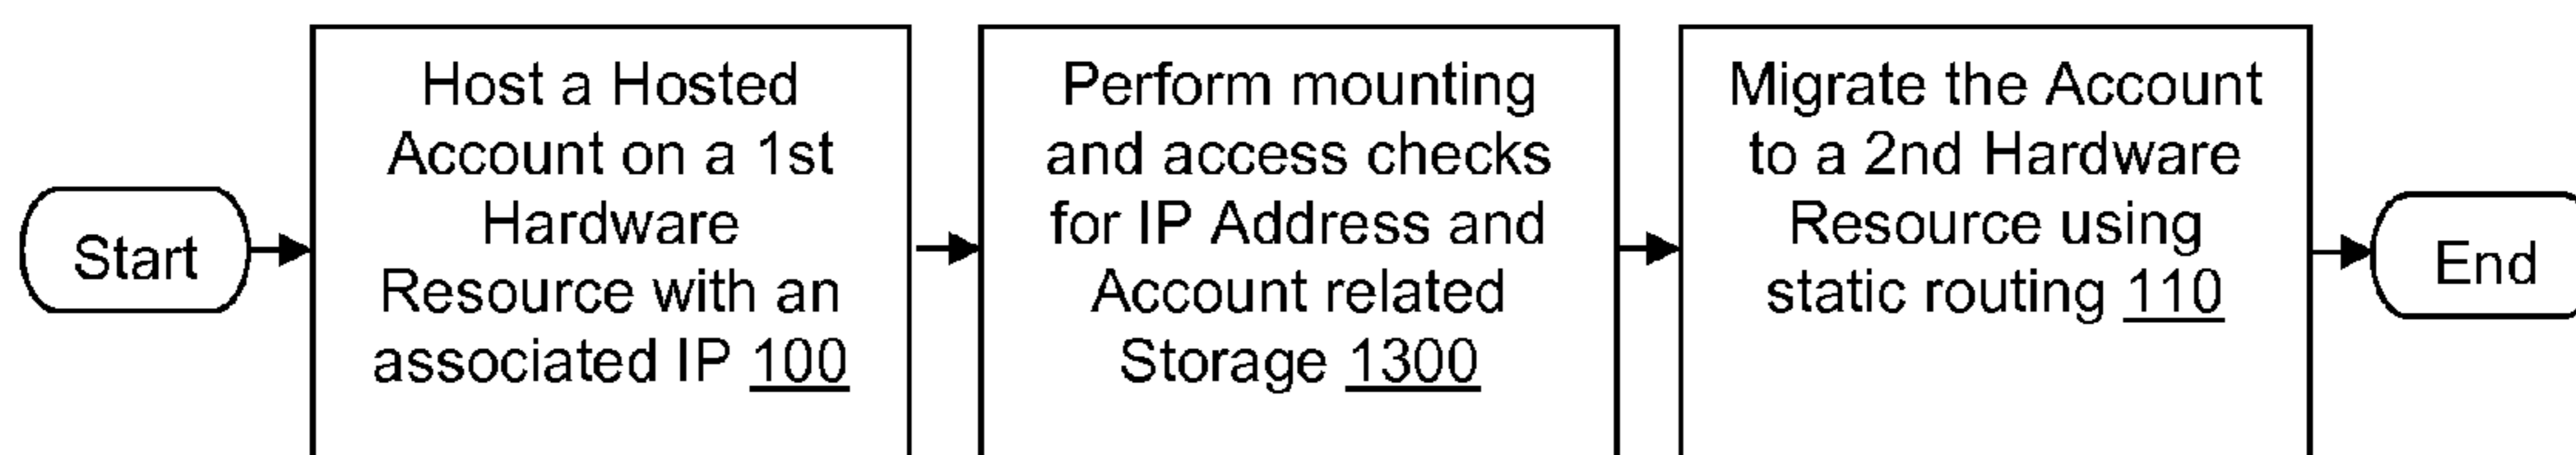 Start
Host a Hosted
Account on a 1st
Hardware
Resource with an
associated IP 100
Perform mounting
and access checks
for IP Address and
Account related
Storage 1300
Migrate the Account
to a 2nd Hardware
Resource using
static routing 110
End